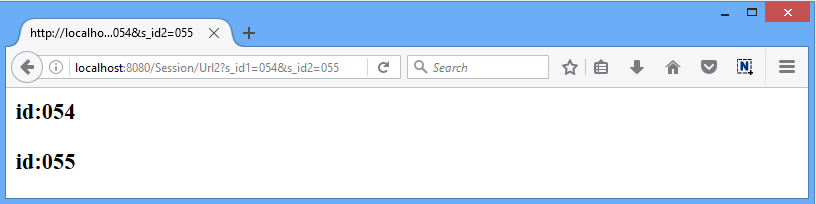 http://localho...054&s_id2=055
localhost:8080/Session/Url2?s_id1=054&s_id2=055
Search
N
id:054
id:055